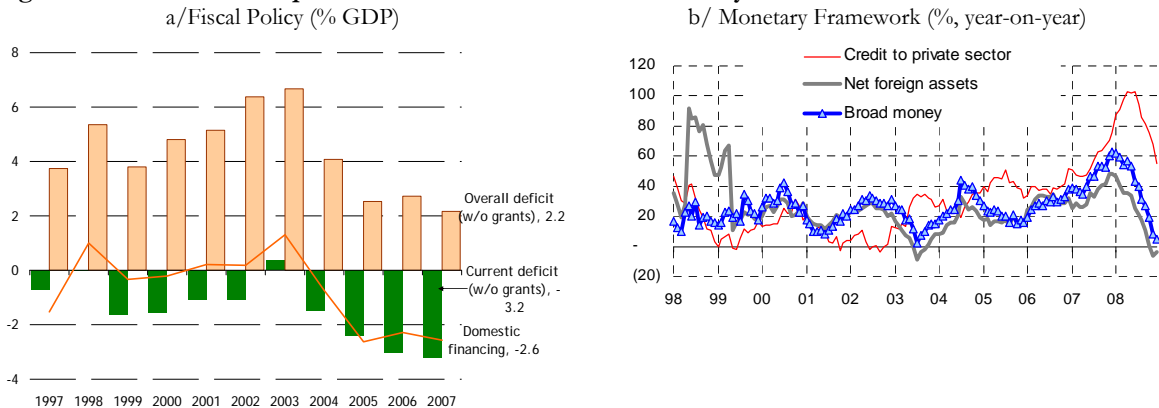 a/Fiscal Policy (% GDP)
8
6
4
2
0
-2
-4
1997 1998 1999 2000 2001 2002 2003 2004 2005 2006 2007
Overall deficit
(w/o grants), 2.2
Current deficit
(w/o grants), -
3.2
Domestic
financing, -2.6
b/ Monetary Framework (%, year-on-year)
Credit to private sector
Net foreign assets
Broad money
120
100
80
60
40
20
-
(20)
98 99 00 01 02 03 04 05 06 07 08